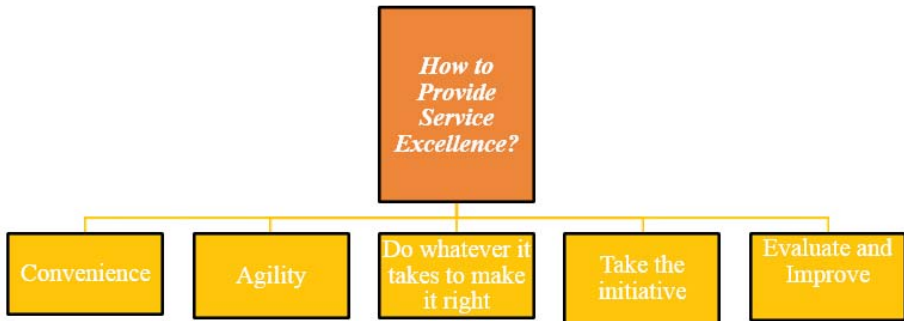 How to
Provide
Service
Excellence?
Convenience
Agility
Do whatever it
takes to make
it right
Take the
initiative
Evaluate and
Improve